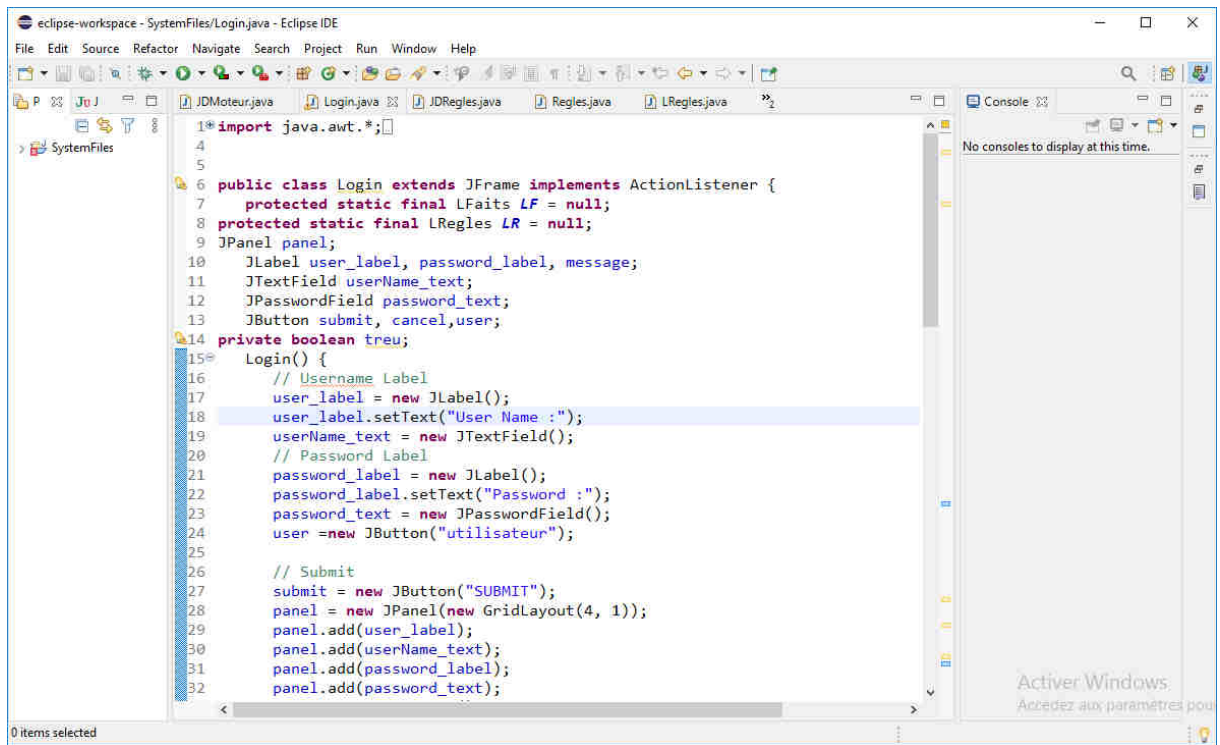 eclipse-workspace - SystemFiles/Login.java - Eclipse IDE
File Edit Source Refactor Navigate Search Project Run Window Help
P JUJ
JDMoteur.java Login.java JDRegles.java Regles.java LRegles.java »2
Console
No consoles to display at this time.
SystemFiles
1 import java.awt.*;
4
5
6 public class Login extends JFrame implements ActionListener {
7 protected static final LFaits LF = null;
8 protected static final LRegles LR = null;
9 JPanel panel;
10 JLabel user_label, password_label, message;
11 JTextField userName_text;
12 JPasswordField password_text;
13 JButton submit, cancel,user;
14 private boolean treu;
15 Login() {
16 // Username Label
17 user_label = new JLabel();
18 user_label.setText("User Name :");
19 userName_text = new JTextField();
20 // Password Label
21 password_label = new JLabel();
22 password_label.setText("Password :");
23 password_text = new JPasswordField();
24 user =new JButton("utilisateur");
25
26 // Submit
27 submit = new JButton("SUBMIT");
28 panel = new JPanel(new GridLayout(4, 1));
29 panel.add(user_label);
30 panel.add(userName_text);
31 panel.add(password_label);
32 panel.add(password_text);
Activer Windows
Accédez aux paramètres pour
0 items selected